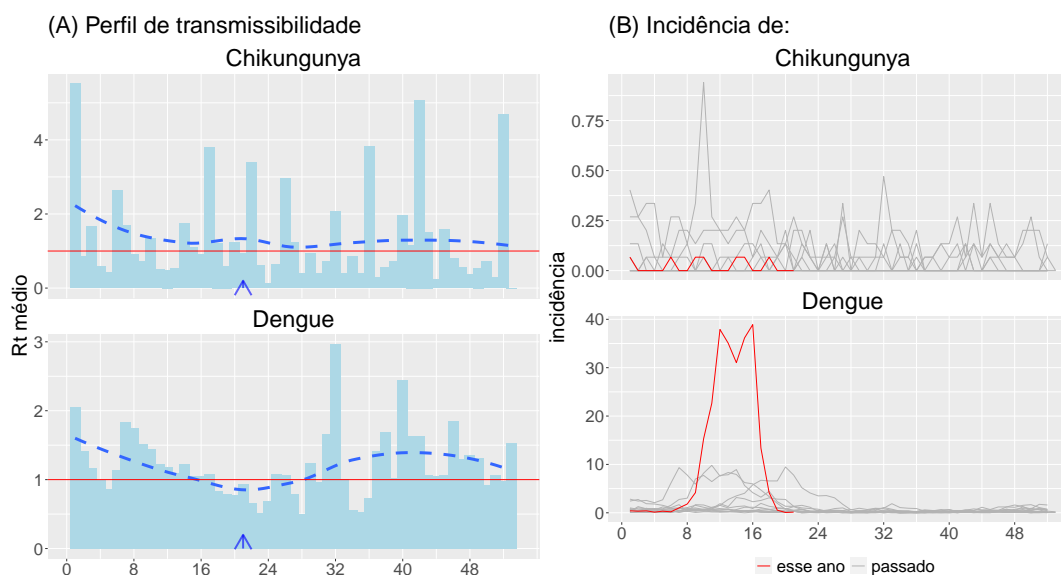 (A) Perfil de transmissibilidade
Chikungunya
4
2
0
Dengue
3
2
1
0
Rt médio
0 8 16 24 32 40 48
(B) Incidência de:
Chikungunya
0.75
0.50
0.25
0.00
Dengue
40
30
20
10
0
incidência
0 8 16 24 32 40 48
esse ano passado